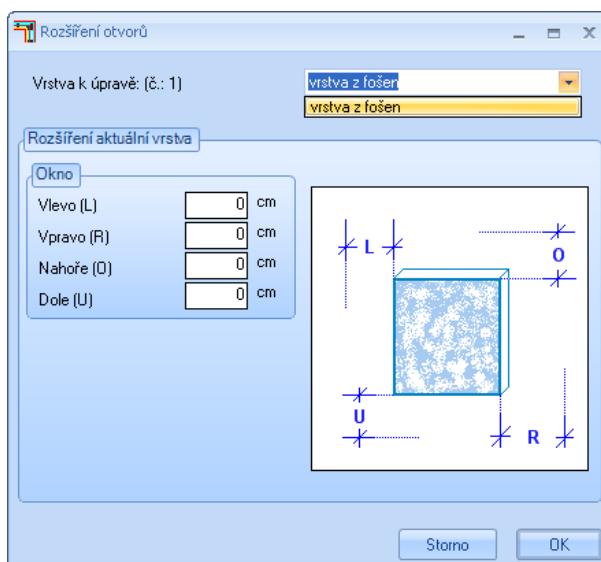 Rozšíření otvorů
Vrstva k úpravě: (č.: 1) vrstva z fošen
vrstva z fošen
Rozšíření aktuální vrstva
Okno
Vlevo (L) 0 cm
Vpravo (R) 0 cm
Nahoře (O) 0 cm
Dole (U) 0 cm
L
O
U
R
Storno OK